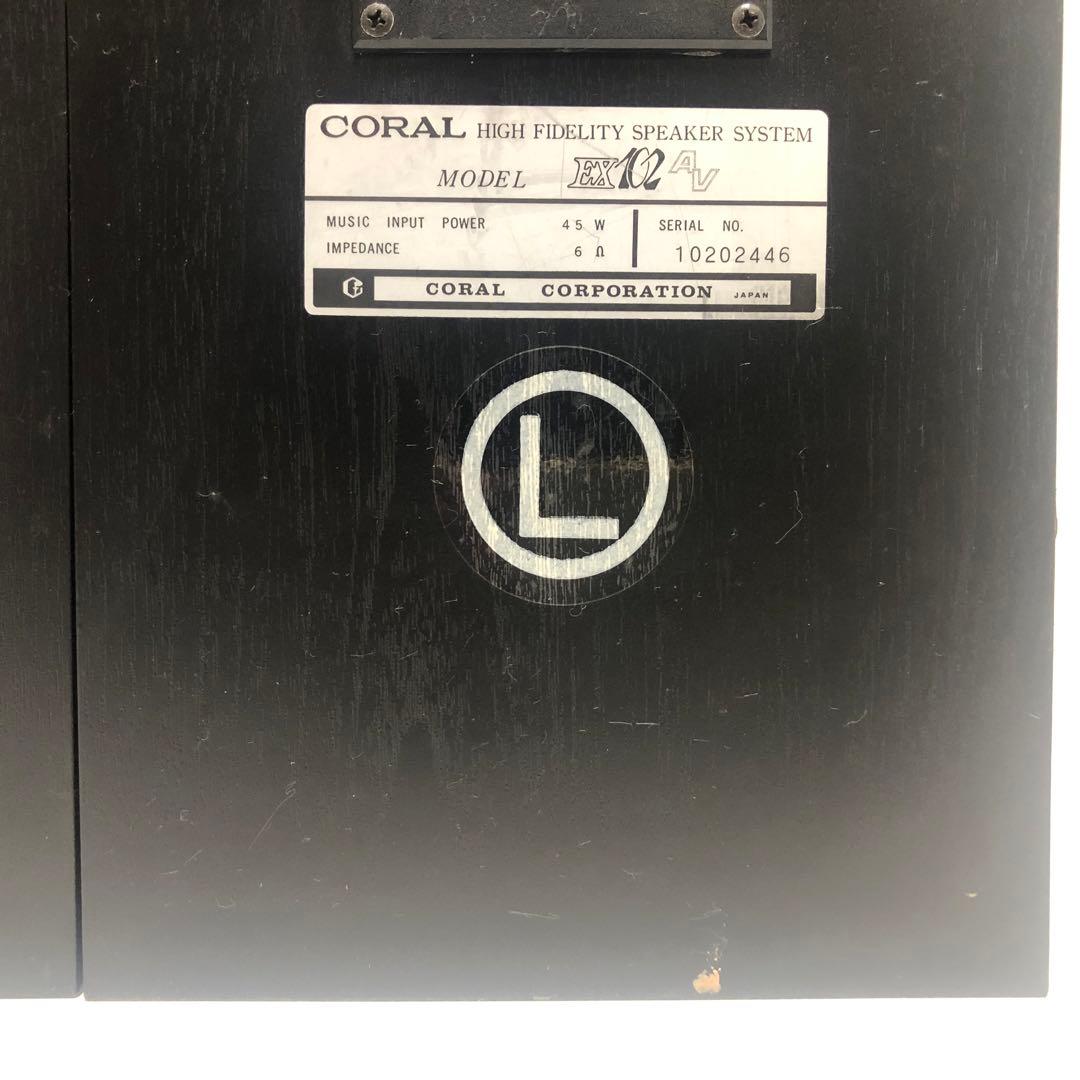 CORAL HIGH FIDELITY SPEAKER SYSTEM
MODEL EX102 AV
MUSIC INPUT POWER 45 W
IMPEDANCE 6 Ω
SERIAL NO.
10202446
CORAL CORPORATION JAPAN
L